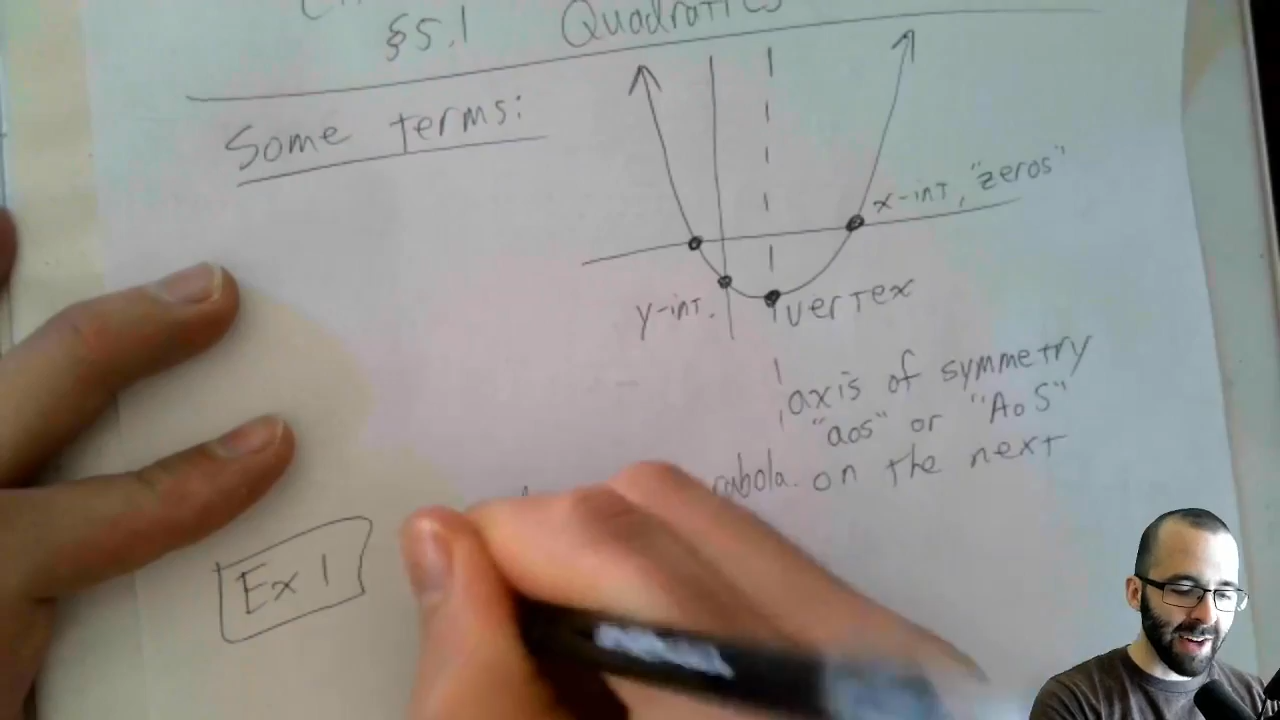 §5.1 Quadratics
Some terms:
x-int, "zeros"
y-int.
vertex
axis of symmetry
"aos" or "AoS"
on the next
Ex 1